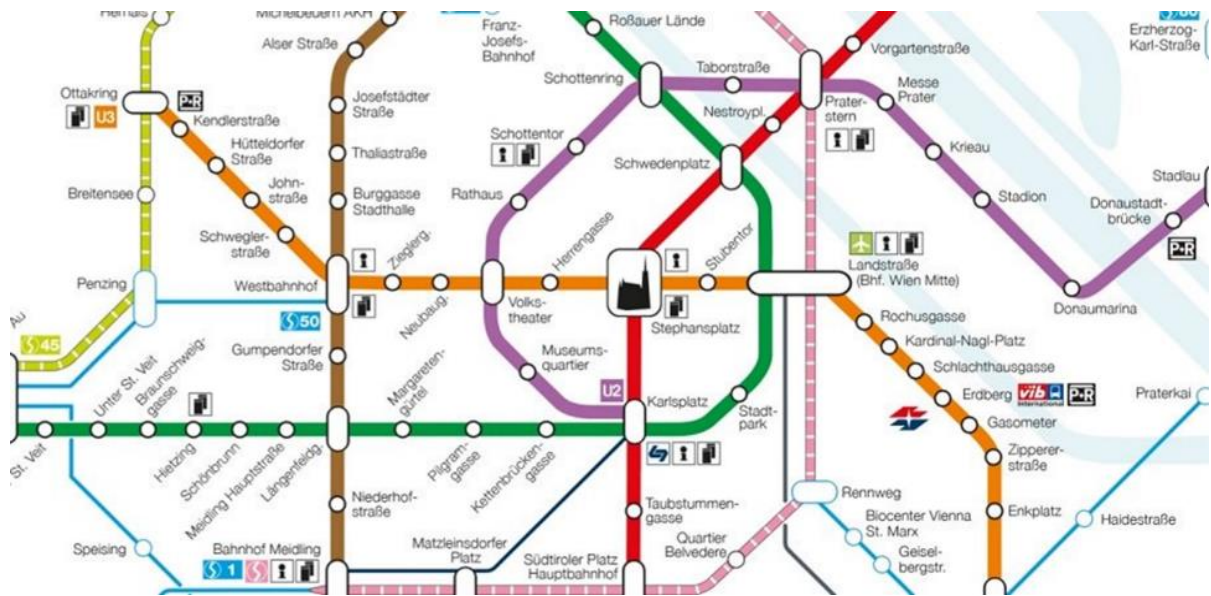 Hernals
Michelbeuern AKH
Franz-
Josefs-
Bahnhof
Roßauer Lände
Vorgartenstraße
Erzherzog-
Karl-Straße
Alser Straße
Ottakring
U3
P+R
Kendlerstraße
Hütteldorfer
Straße
John-
straße
Schwegler-
straße
Breitensee
Penzing
Josefstädter
Straße
Thaliastraße
Burggasse
Stadthalle
Westbahnhof
S 50
S 45
Au
Gumpendorfer
Straße
Schottenring
Taborstraße
Nestroypl.
Prater-
stern
Messe
Prater
Krieau
Stadion
Donaumarina
Donaustadt-
brücke
Stadlau
P+R
Schottentor
Rathaus
Schwedenplatz
Zieglerg.
Neubaug.
Volks-
theater
Herrengasse
Stephansplatz
Stubentor
Landstraße
(Bhf. Wien Mitte)
Rochusgasse
Kardinal-Nagl-Platz
Schlachthausgasse
Erdberg
vib
International
P+R
Gasometer
Zipperer-
straße
Enkplatz
Praterkai
Haidestraße
Museums-
quartier
U2
Karlsplatz
Stadt-
park
St. Veit
Unter St. Veit
Braunschweig-
gasse
Hietzing
Schönbrunn
Meidling Hauptstraße
Längenfeldg.
Margareten-
gürtel
Pilgram-
gasse
Kettenbrücken-
gasse
Niederhof-
straße
Speising
Bahnhof Meidling
S 1
S
Matzleinsdorfer
Platz
Taubstummen-
gasse
Südtiroler Platz
Hauptbahnhof
Quartier
Belvedere
Rennweg
Biocenter Vienna
St. Marx
Geisel-
bergstr.